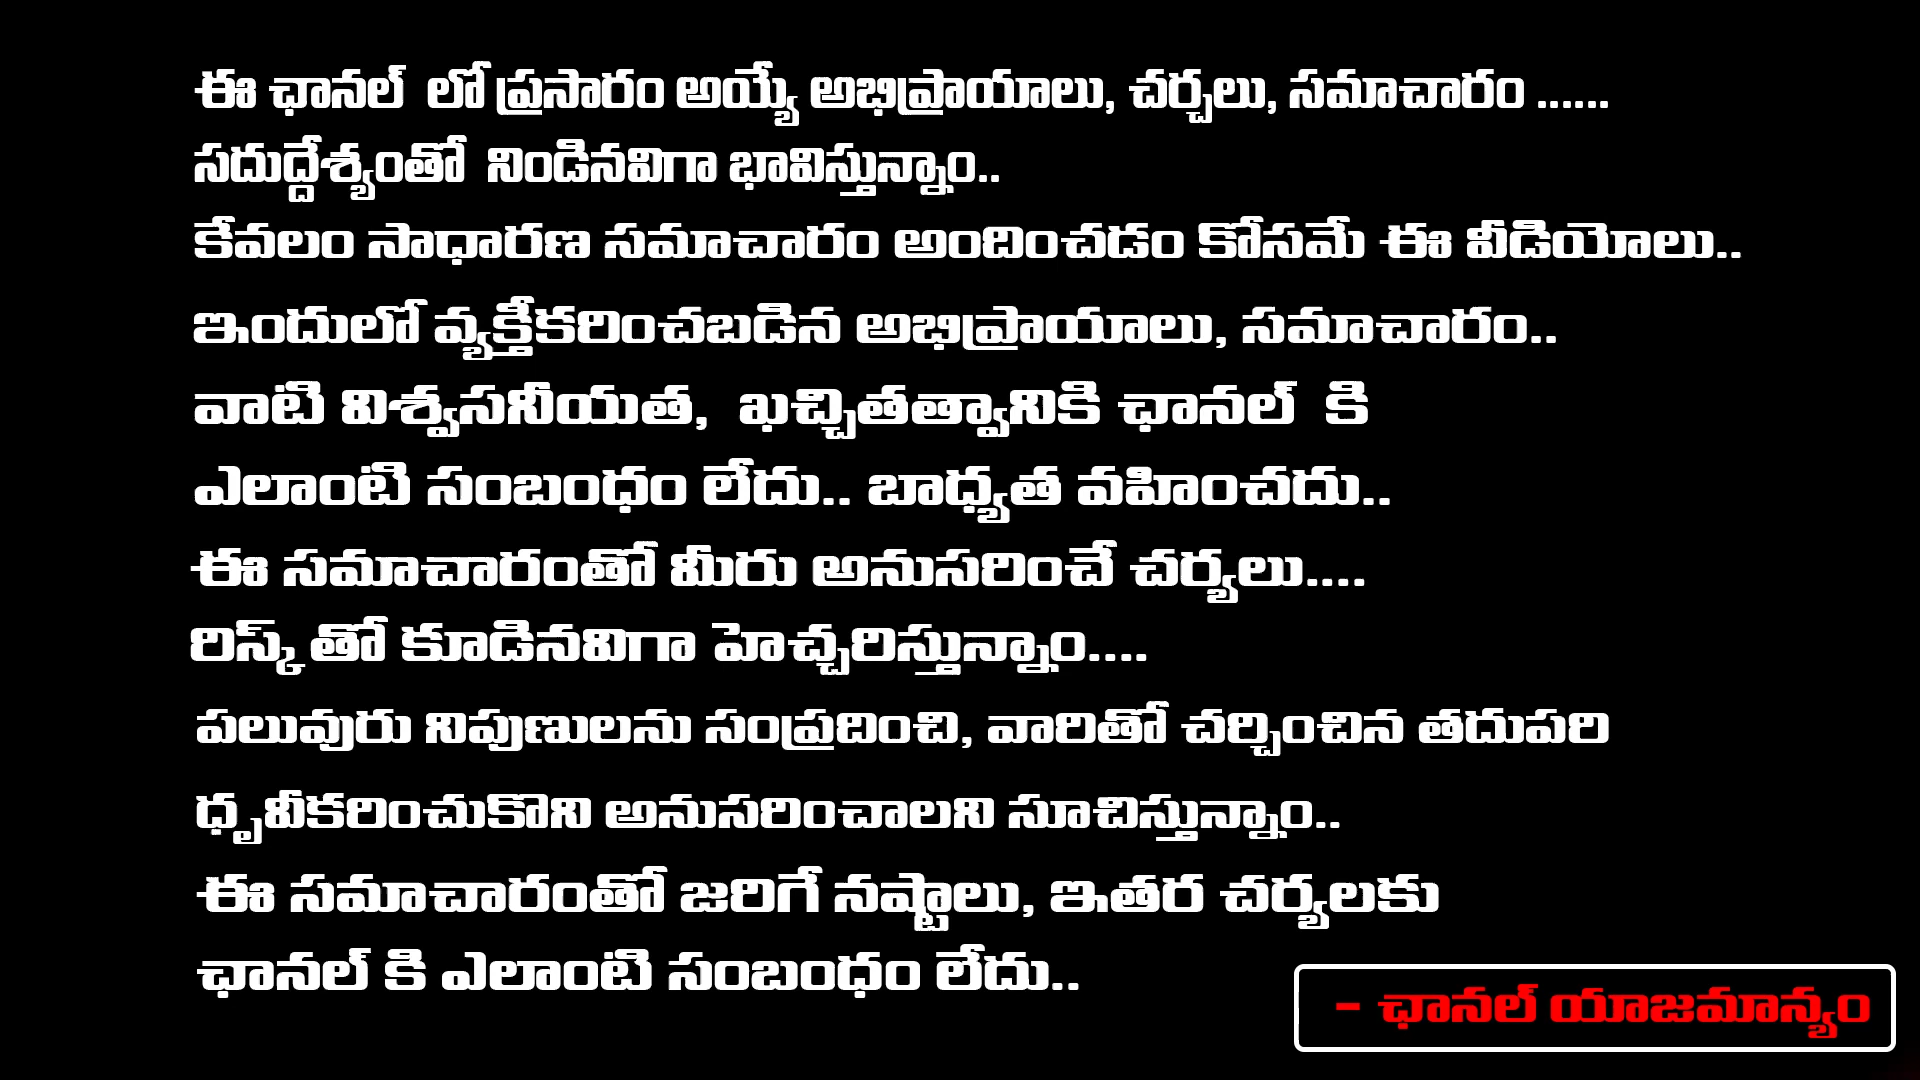 ఈ ఛానల్ లో ప్రసారం అయ్యే అభిప్రాయాలు, చర్చలు, సమాచారం ......
సదుద్దేశ్యంతో నిండినవిగా భావిస్తున్నాం..
కేవలం సాధారణ సమాచారం అందించడం కోసమే ఈ వీడియోలు..
ఇందులో వ్యక్తీకరించబడిన అభిప్రాయాలు, సమాచారం..
వాటి విశ్వసనీయత, ఖచ్చితత్వానికి ఛానల్ కి
ఎలాంటి సంబంధం లేదు.. బాధ్యత వహించదు..
ఈ సమాచారంతో మీరు అనుసరించే చర్యలు....
రిస్క్ తో కూడినవిగా హెచ్చరిస్తున్నాం....
పలువురు నిపుణులను సంప్రదించి, వారితో చర్చించిన తదుపరి
ధృవీకరించుకొని అనుసరించాలని సూచిస్తున్నాం..
ఈ సమాచారంతో జరిగే నష్టాలు, ఇతర చర్యలకు
ఛానల్ కి ఎలాంటి సంబంధం లేదు..
- ఛానల్ యాజమాన్యం